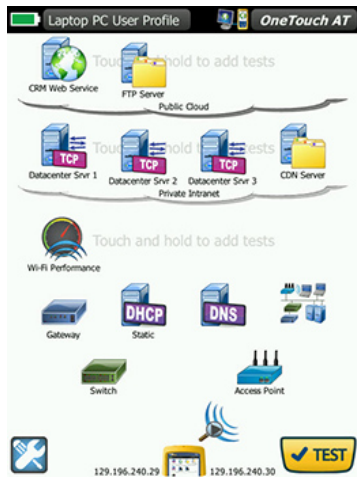 Laptop PC User Profile
OneTouch AT
Touch and hold to add tests
CRM Web Service
FTP Server
Public Cloud
Touch and hold to add tests
TCP
TCP
TCP
Datacenter Srvr 1
Datacenter Srvr 2
Datacenter Srvr 3
CDN Server
Private Intranet
Touch and hold to add tests
Wi-Fi Performance
DHCP
DNS
Gateway
Static
Switch
Access Point
TEST
129.196.240.29
129.196.240.30